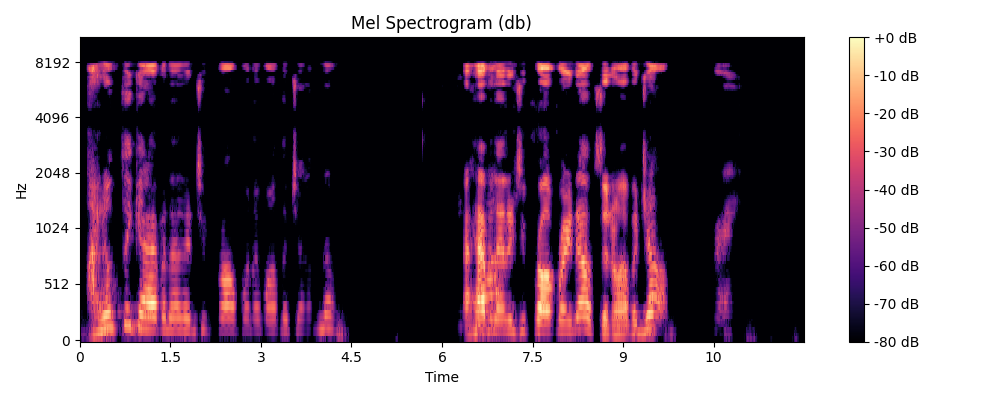 Mel Spectrogram (db)
Hz
8192
4096
2048
1024
512
0
0 1.5 3 4.5 6 7.5 9 10
Time
+0 dB
-10 dB
-20 dB
-30 dB
-40 dB
-50 dB
-60 dB
-70 dB
-80 dB